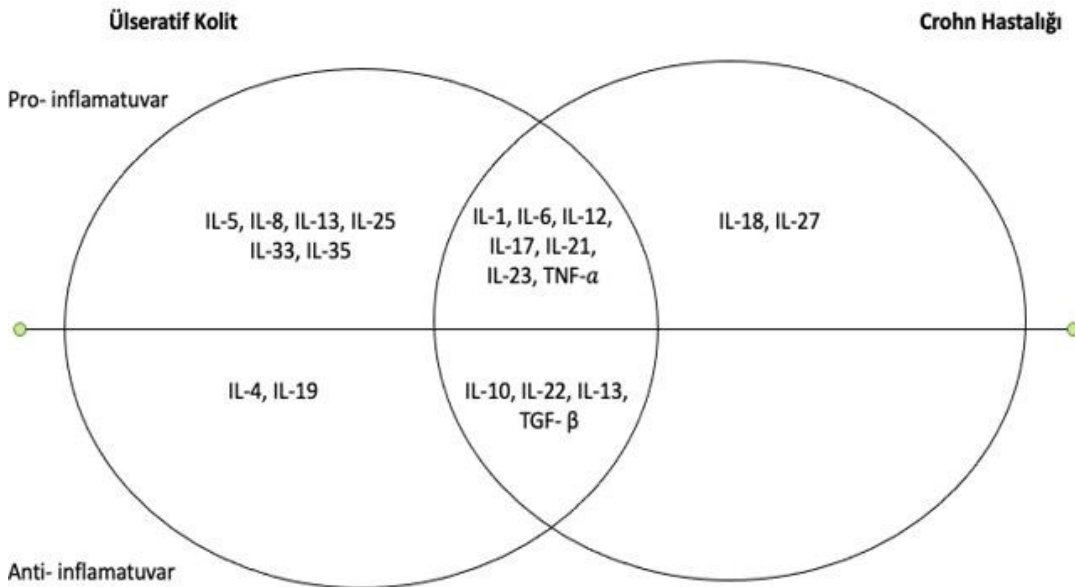 Ülseratif Kolit
Crohn Hastalığı
Pro- inflamatuvar
IL-5, IL-8, IL-13, IL-25
IL-33, IL-35
IL-1, IL-6, IL-12,
IL-17, IL-21,
IL-23, TNF-α
IL-18, IL-27
IL-4, IL-19
IL-10, IL-22, IL-13,
TGF- β
Anti- inflamatuvar